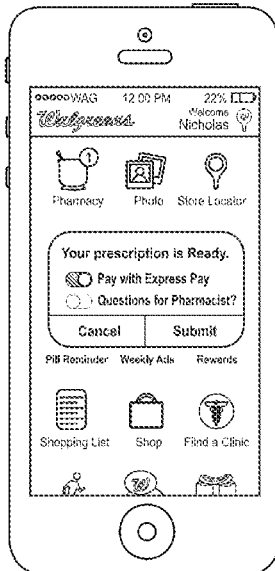 ooooo WAG 12:00 PM 22%
Walgreens Welcome Nicholas
1
Pharmacy Photo Store Locator
Your prescription is Ready.
Pay with Express Pay
Questions for Pharmacist?
Cancel Submit
Pill Reminder Weekly Ads Rewards
Shopping List Shop Find a Clinic
W